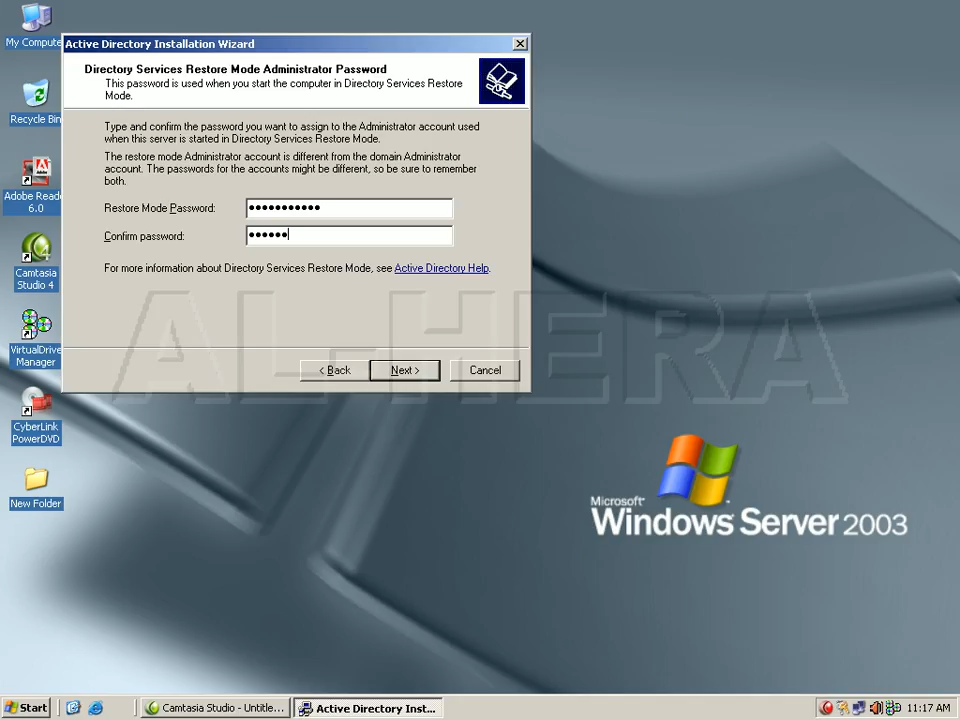 My Compute
Recycle Bin
Adobe Read
6.0
Camtasia
Studio 4
VirtualDrive
Manager
CyberLink
PowerDVD
New Folder
Active Directory Installation Wizard
Directory Services Restore Mode Administrator Password
This password is used when you start the computer in Directory Services Restore
Mode.
Type and confirm the password you want to assign to the Administrator account used
when this server is started in Directory Services Restore Mode.
The restore mode Administrator account is different from the domain Administrator
account. The passwords for the accounts might be different, so be sure to remember
both.
Restore Mode Password: •••••••••••
Confirm password: ••••••
For more information about Directory Services Restore Mode, see Active Directory Help.
< Back Next > Cancel
AL-HERA
Microsoft
Windows Server 2003
Start Camtasia Studio - Untitle... Active Directory Inst... 11:17 AM